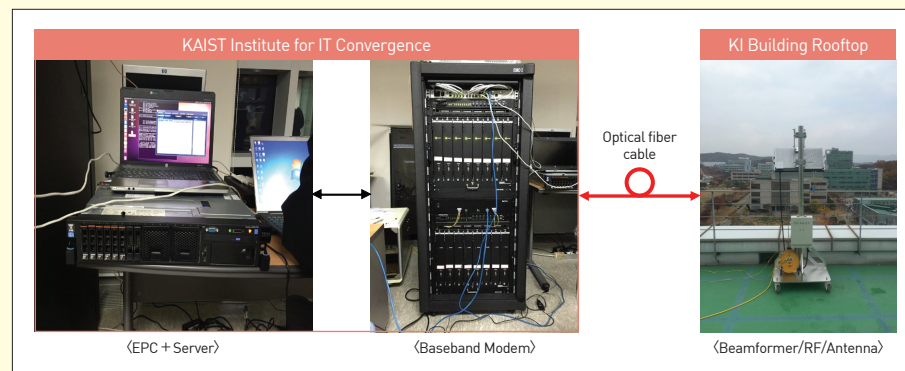 KAIST Institute for IT Convergence
KI Building Rooftop
Optical fiber
cable
〈EPC+Server〉
〈Baseband Modem〉
〈Beamformer/RF/Antenna〉